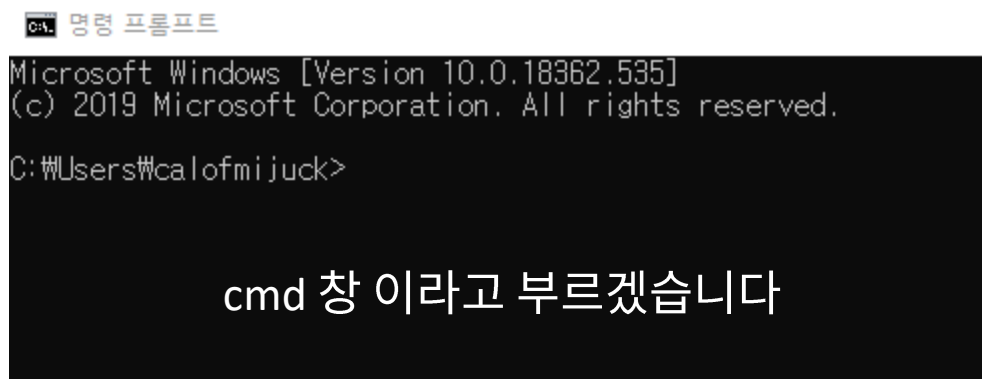 명령 프롬프트
Microsoft Windows [Version 10.0.18362.535]
(c) 2019 Microsoft Corporation. All rights reserved.
C:₩Users₩calofmijuck>
cmd 창 이라고 부르겠습니다